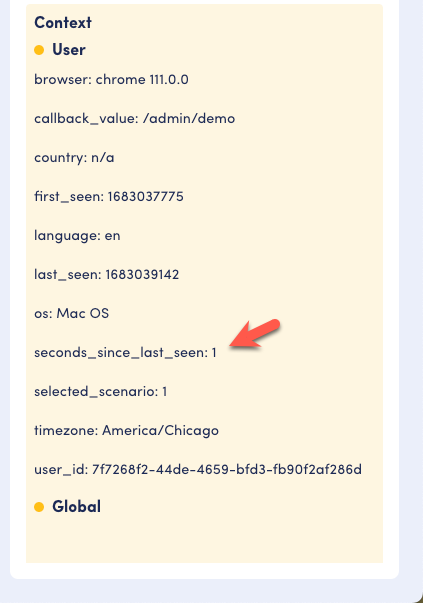 Context
User
browser: chrome 111.0.0
callback_value: /admin/demo
country: n/a
first_seen: 1683037775
language: en
last_seen: 1683039142
os: Mac OS
seconds_since_last_seen: 1
selected_scenario: 1
timezone: America/Chicago
user_id: 7f7268f2-44de-4659-bfd3-fb90f2af286d
Global